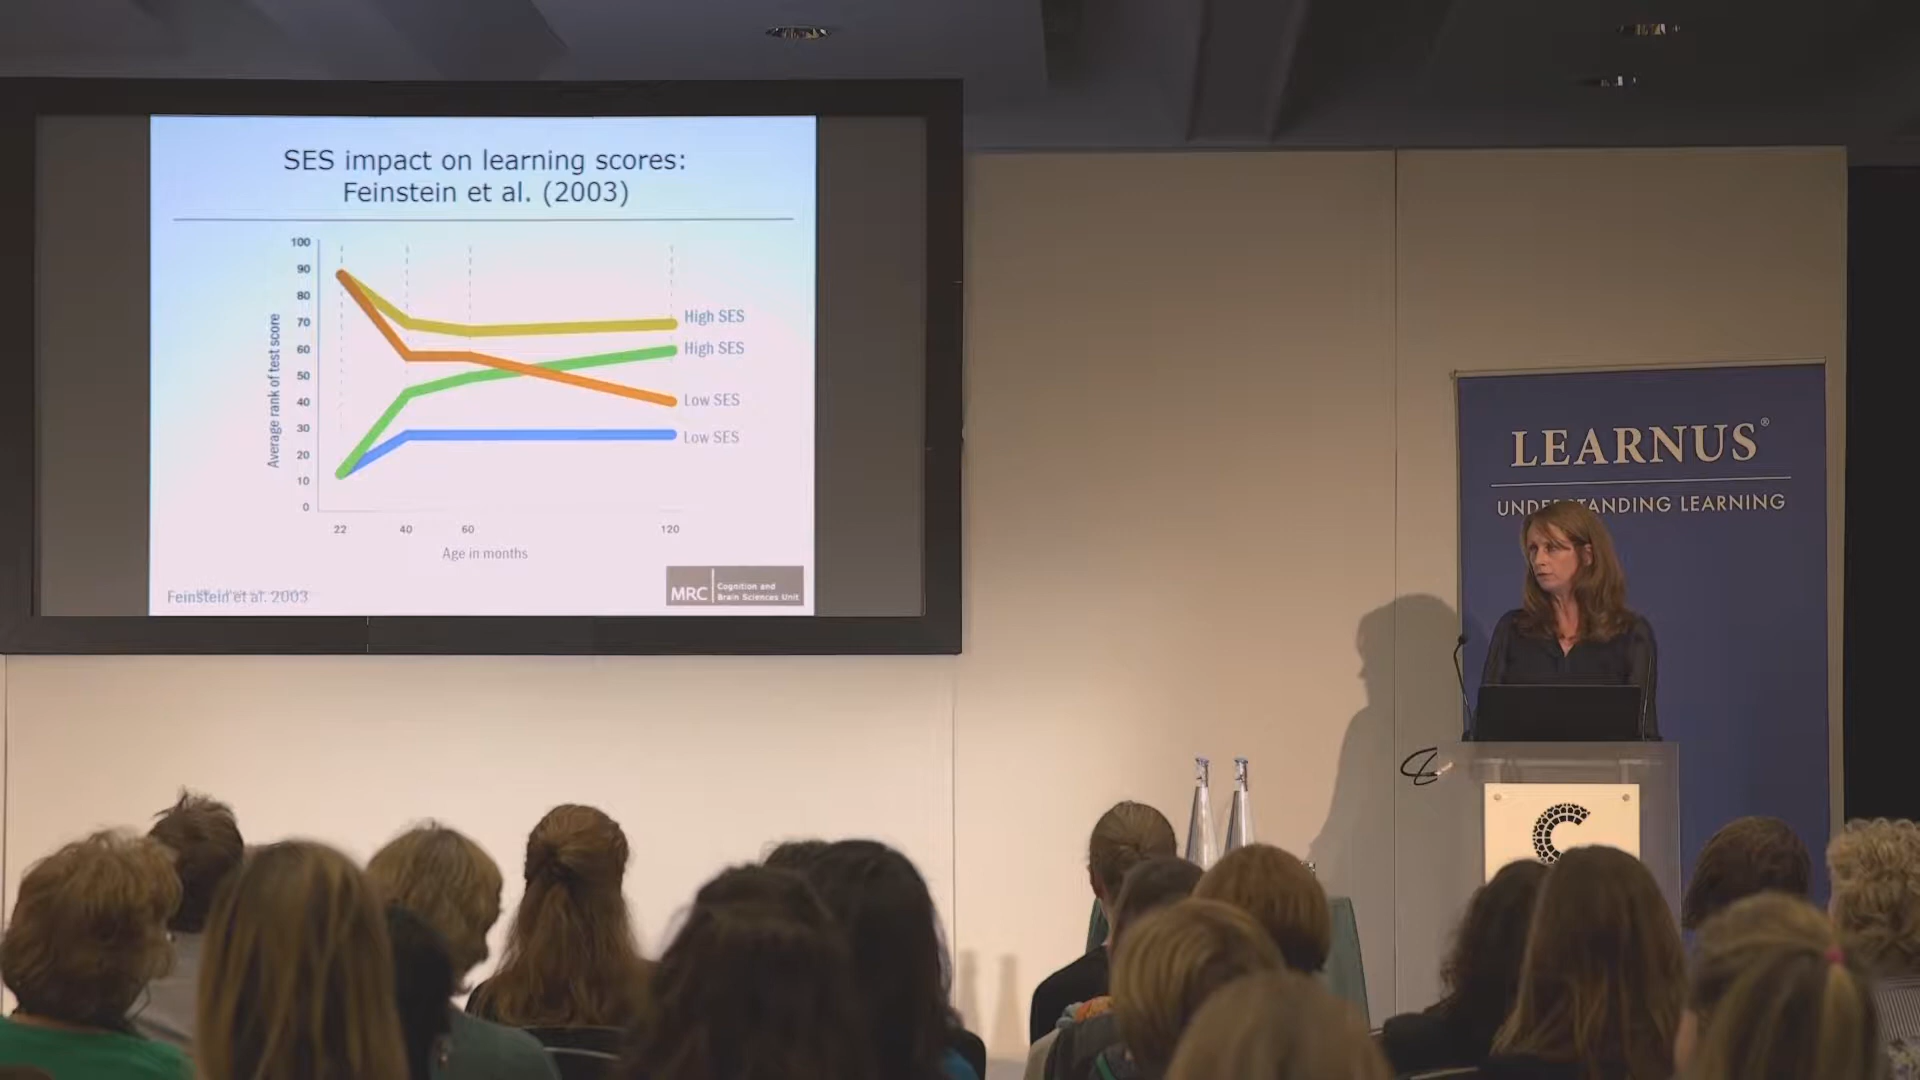 SES impact on learning scores:
Feinstein et al. (2003)
Average rank of test score
100
90
80
70
60
50
40
30
20
10
0
High SES
High SES
Low SES
Low SES
22 40 60 120
Age in months
Feinstein et al. 2003
MRC
Cognition and
Brain Sciences Unit
LEARNUS®
UNDE STANDING LEARNING
C